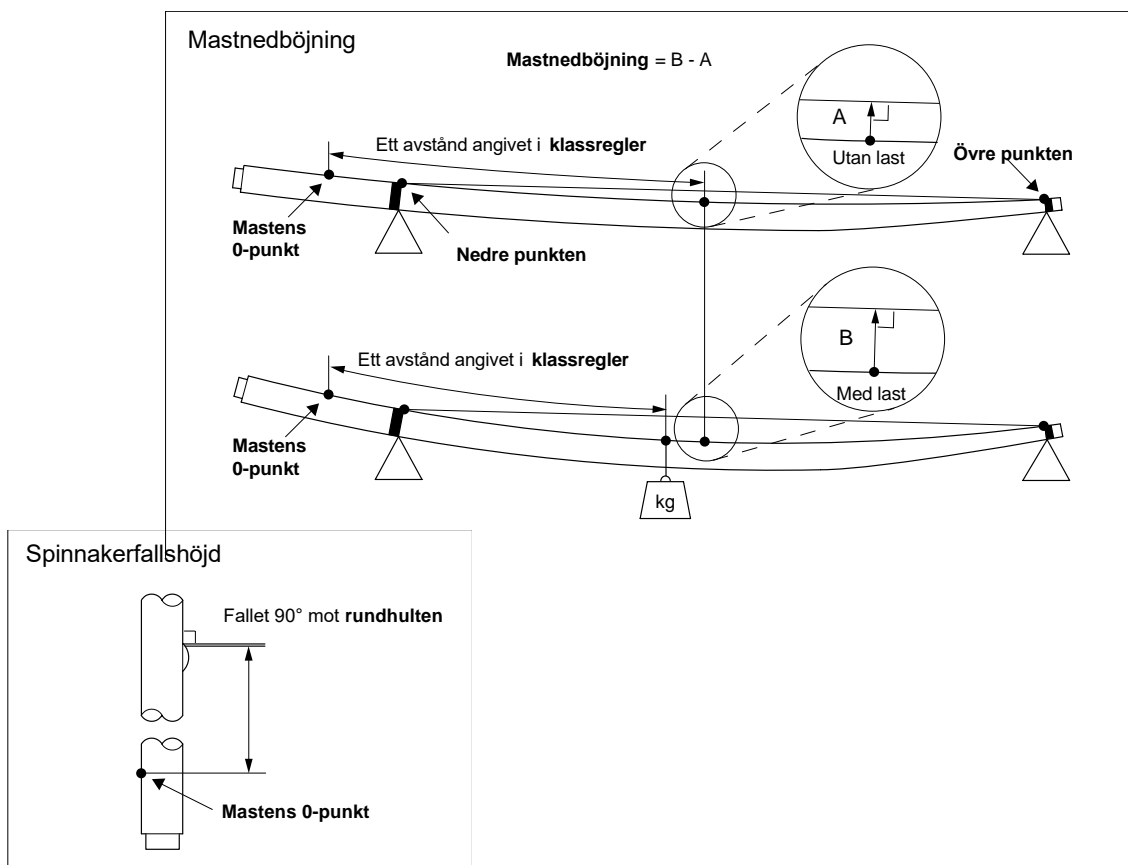 Mastnedböjning
Mastnedböjning = B - A
A
Utan last
Ett avstånd angivet i klassregler
Övre punkten
Mastens
0-punkt
Nedre punkten
B
Med last
Ett avstånd angivet i klassregler
Mastens
0-punkt
kg
Spinnakerfallshöjd
Fallet 90° mot rundhulten
Mastens 0-punkt